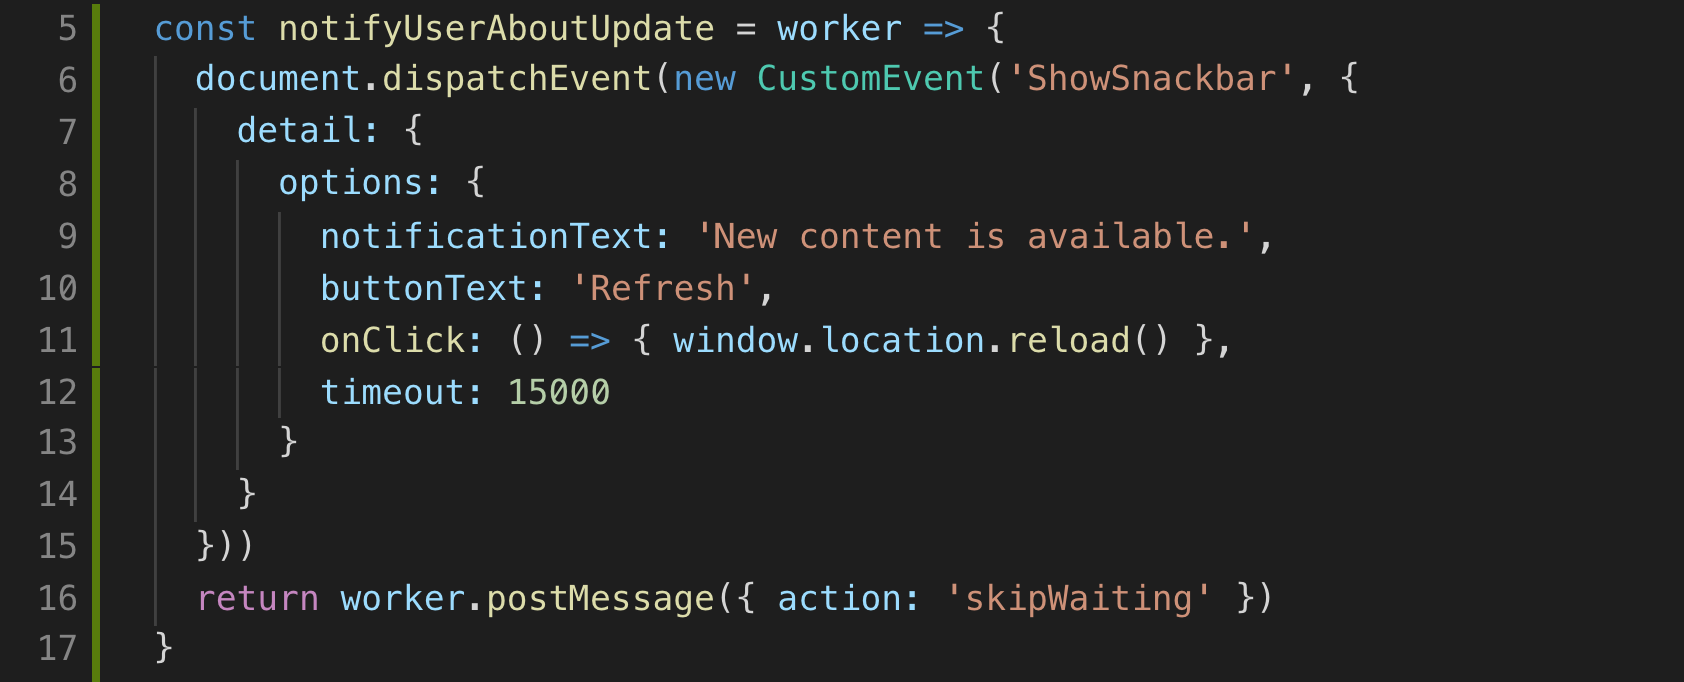 5 const notifyUserAboutUpdate = worker => {
6 document.dispatchEvent(new CustomEvent('ShowSnackbar', {
7 detail: {
8 options: {
9 notificationText: 'New content is available.',
10 buttonText: 'Refresh',
11 onClick: () => { window.location.reload() },
12 timeout: 15000
13 }
14 }
15 }))
16 return worker.postMessage({ action: 'skipWaiting' })
17 }